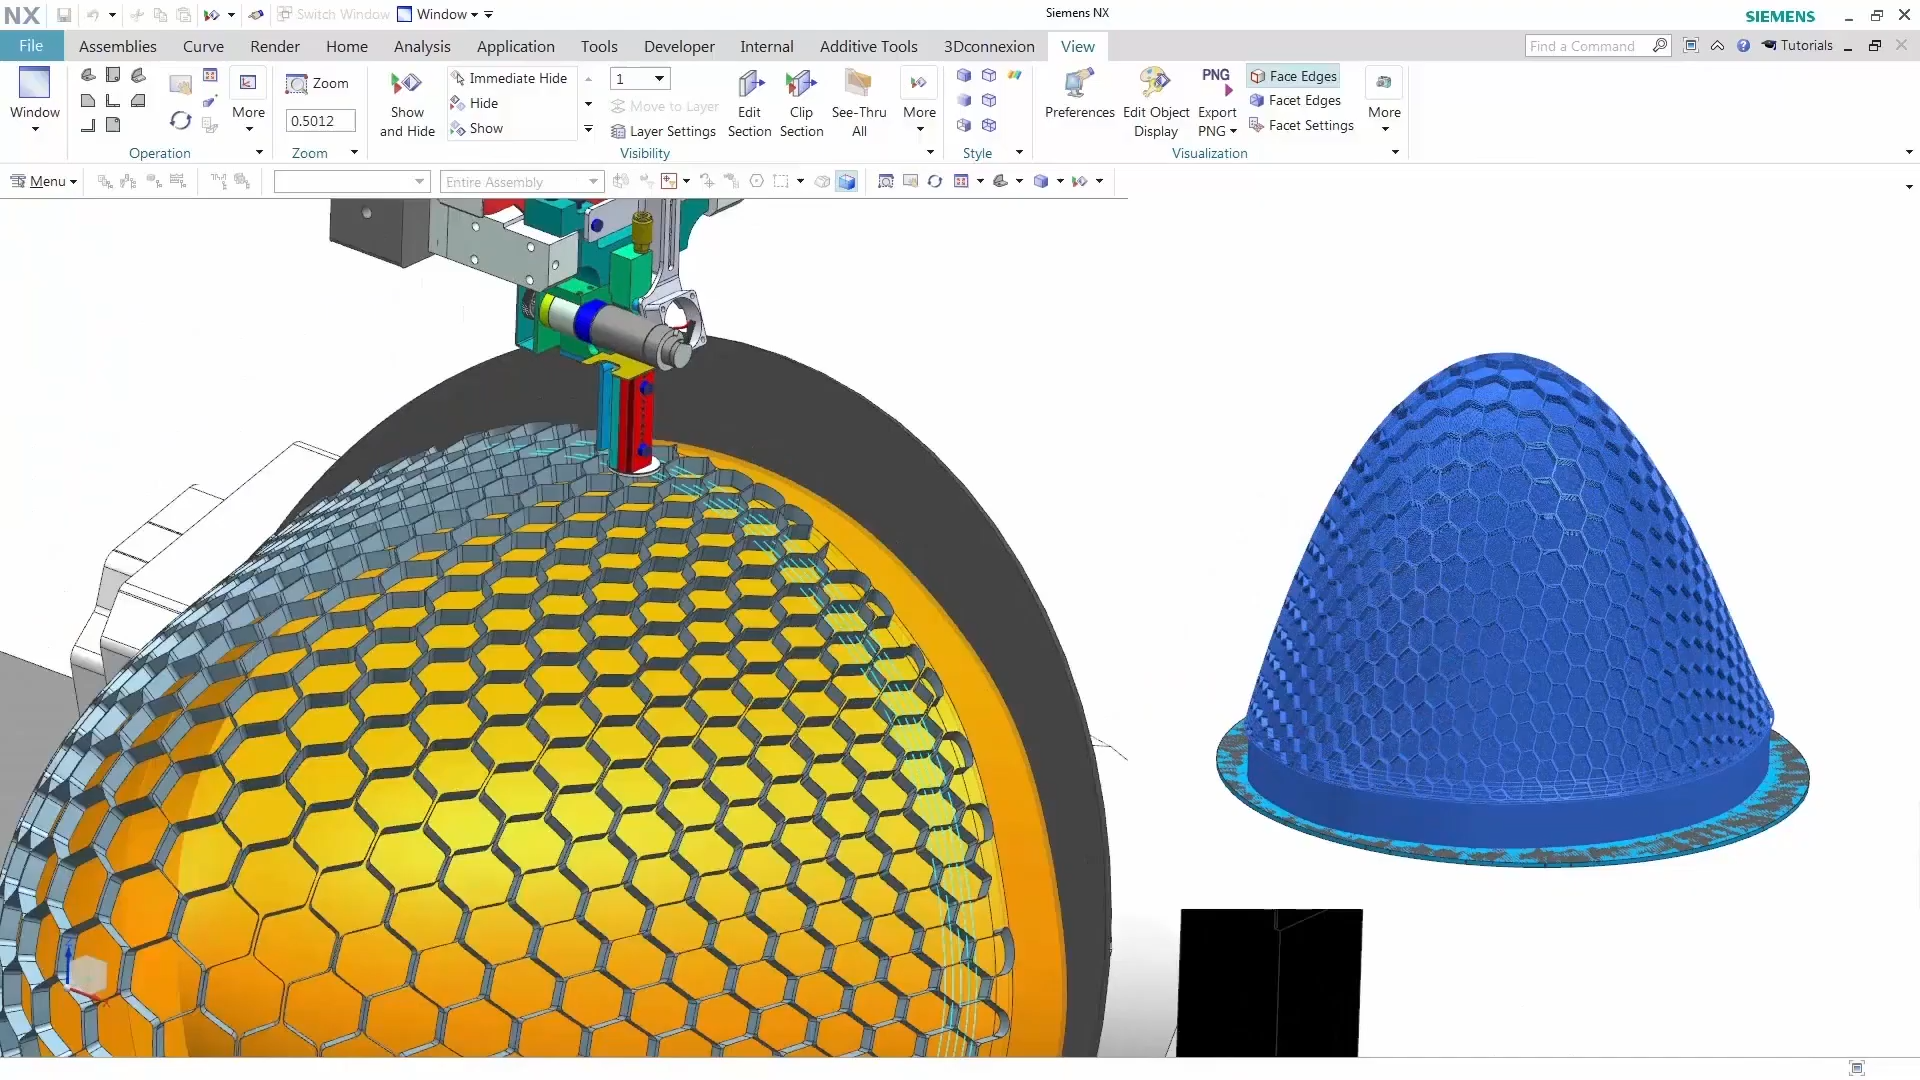 NX
Switch Window
Window
Siemens NX
SIEMENS
File
Assemblies
Curve
Render
Home
Analysis
Application
Tools
Developer
Internal
Additive Tools
3Dconnexion
View
Find a Command
Tutorials
Window
More
Operation
Zoom
0.5012
Zoom
Show
and Hide
Immediate Hide
Hide
Show
1
Move to Layer
Layer Settings
Visibility
Edit
Section
Clip
Section
See-Thru
All
More
Style
Preferences
Edit Object
Display
PNG
Export
PNG
Face Edges
Facet Edges
Facet Settings
More
Visualization
Menu
Entire Assembly